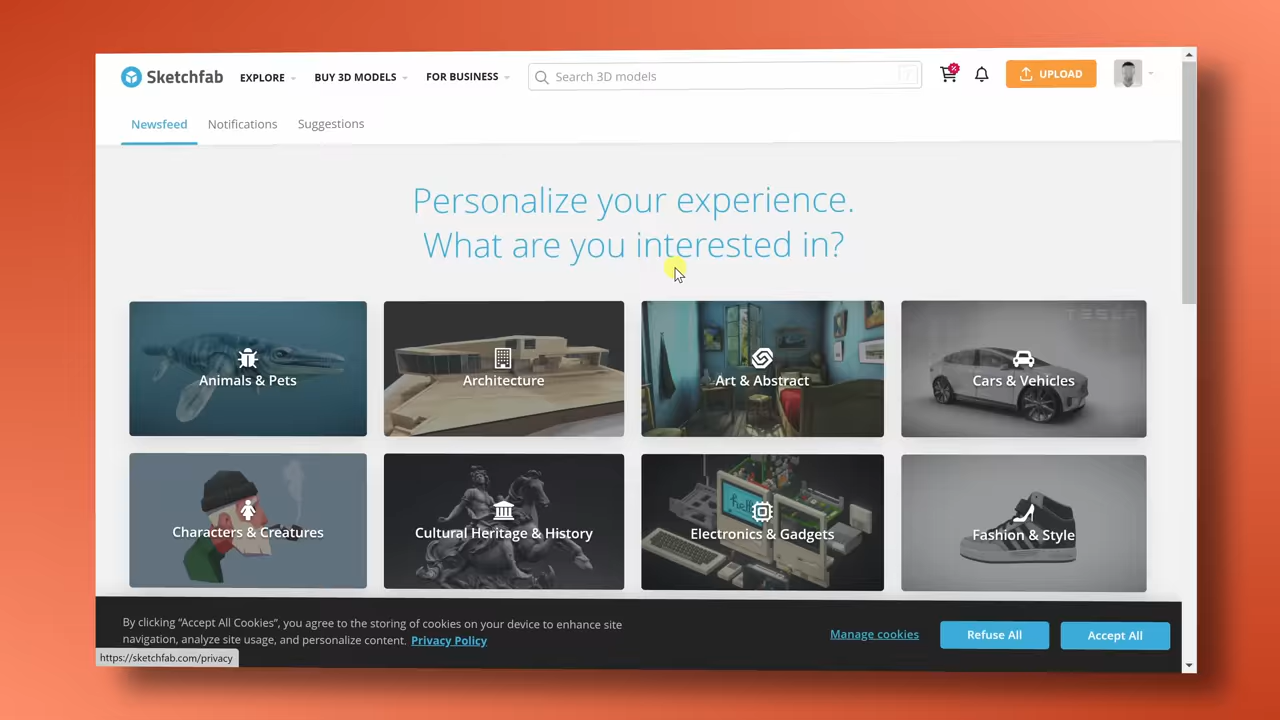 Sketchfab
EXPLORE
BUY 3D MODELS
FOR BUSINESS
Search 3D models
/
UPLOAD
Newsfeed
Notifications
Suggestions
Personalize your experience.
What are you interested in?
Animals & Pets
Architecture
Art & Abstract
TESLA
Cars & Vehicles
Characters & Creatures
Cultural Heritage & History
hello
Electronics & Gadgets
Fashion & Style
By clicking “Accept All Cookies”, you agree to the storing of cookies on your device to enhance site
navigation, analyze site usage, and personalize content. Privacy Policy
Manage cookies
Refuse All
Accept All
https://sketchfab.com/privacy